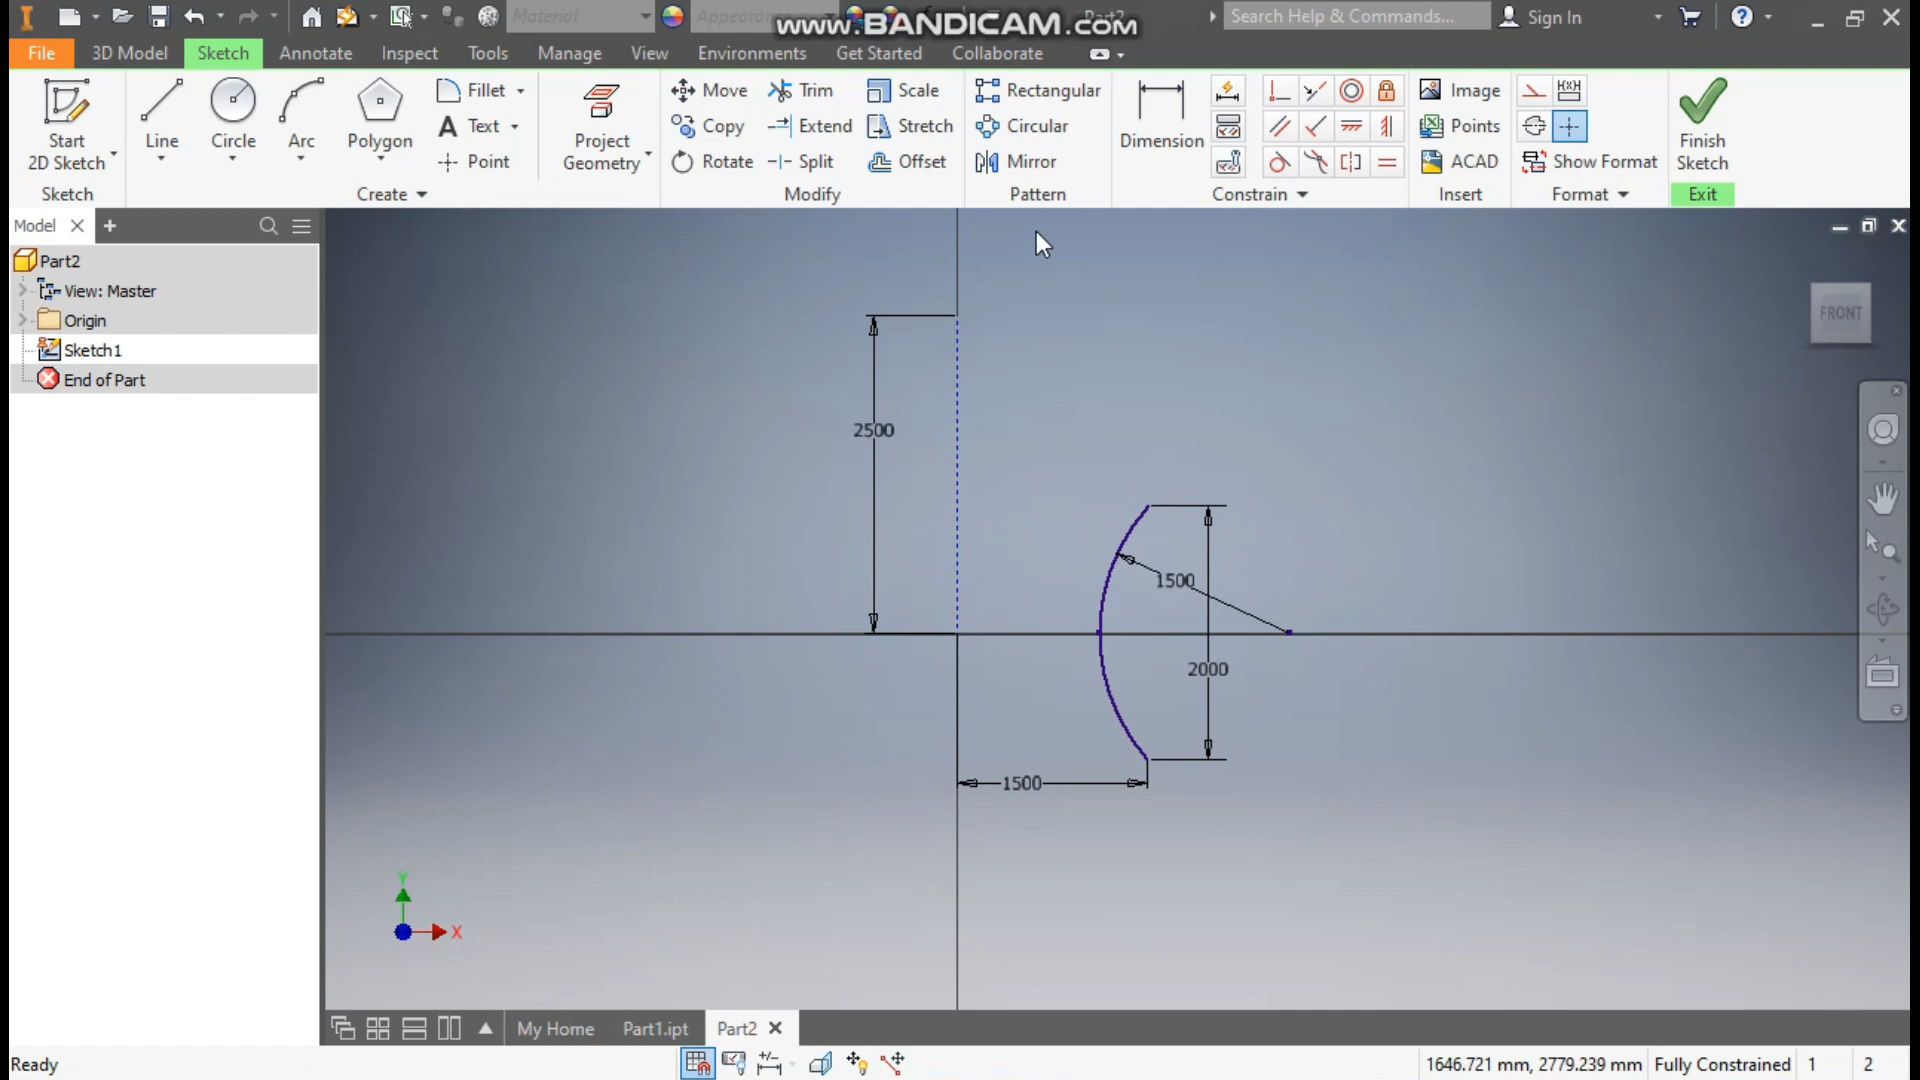 Material
Appearance
Part2
Search Help & Commands...
Sign In
www.BANDICAM.com
File
3D Model
Sketch
Annotate
Inspect
Tools
Manage
View
Environments
Get Started
Collaborate
Start
2D Sketch
Line
Circle
Arc
Polygon
Fillet
Text
Point
Project
Geometry
Move
Copy
Rotate
Trim
Extend
Split
Scale
Stretch
Offset
Rectangular
Circular
Mirror
Dimension
Image
Points
ACAD
Show Format
Finish
Sketch
Sketch
Create
Modify
Pattern
Constrain
Insert
Format
Exit
Model
Part2
View: Master
Origin
Sketch1
End of Part
FRONT
2500
1500
2000
1500
Y
X
My Home
Part1.ipt
Part2
Ready
1646.721 mm, 2779.239 mm
Fully Constrained
1
2